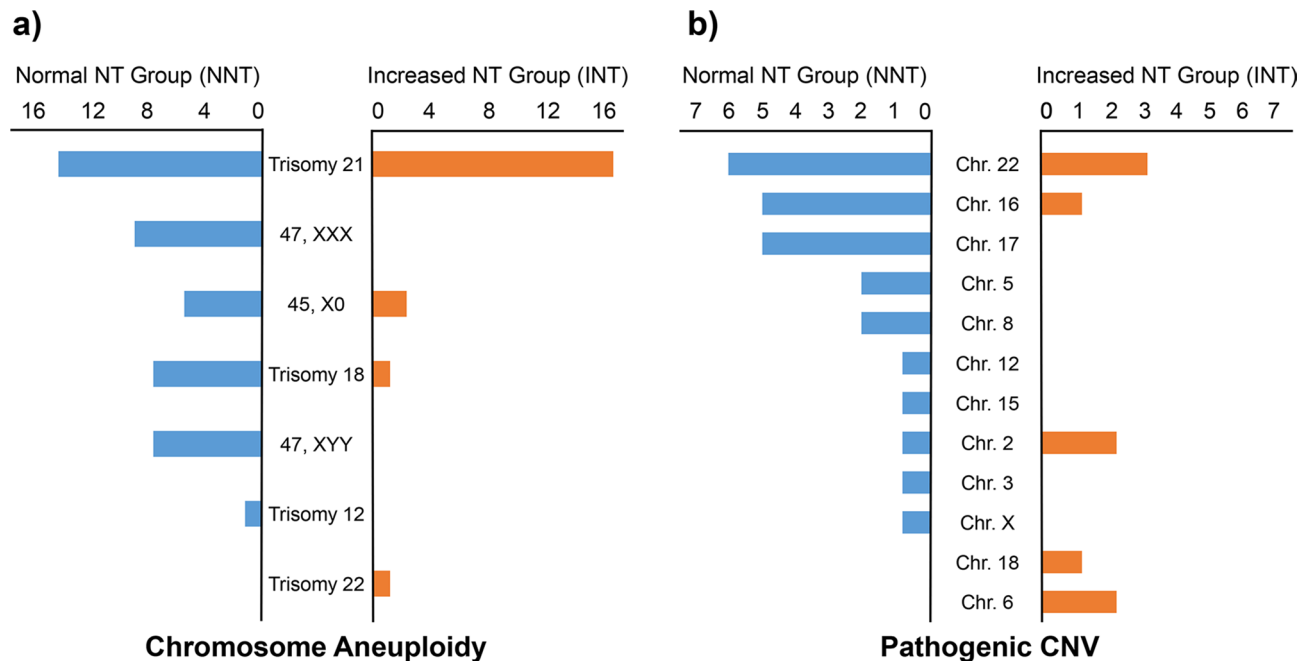 a)
Normal NT Group (NNT) Increased NT Group (INT)
16 12 8 4 0 0 4 8 12 16
Trisomy 21
47, XXX
45, X0
Trisomy 18
47, XYY
Trisomy 12
Trisomy 22
Chromosome Aneuploidy
b)
Normal NT Group (NNT) Increased NT Group (INT)
7 6 5 4 3 2 1 0 0 1 2 3 4 5 6 7
Chr. 22
Chr. 16
Chr. 17
Chr. 5
Chr. 8
Chr. 12
Chr. 15
Chr. 2
Chr. 3
Chr. X
Chr. 18
Chr. 6
Pathogenic CNV